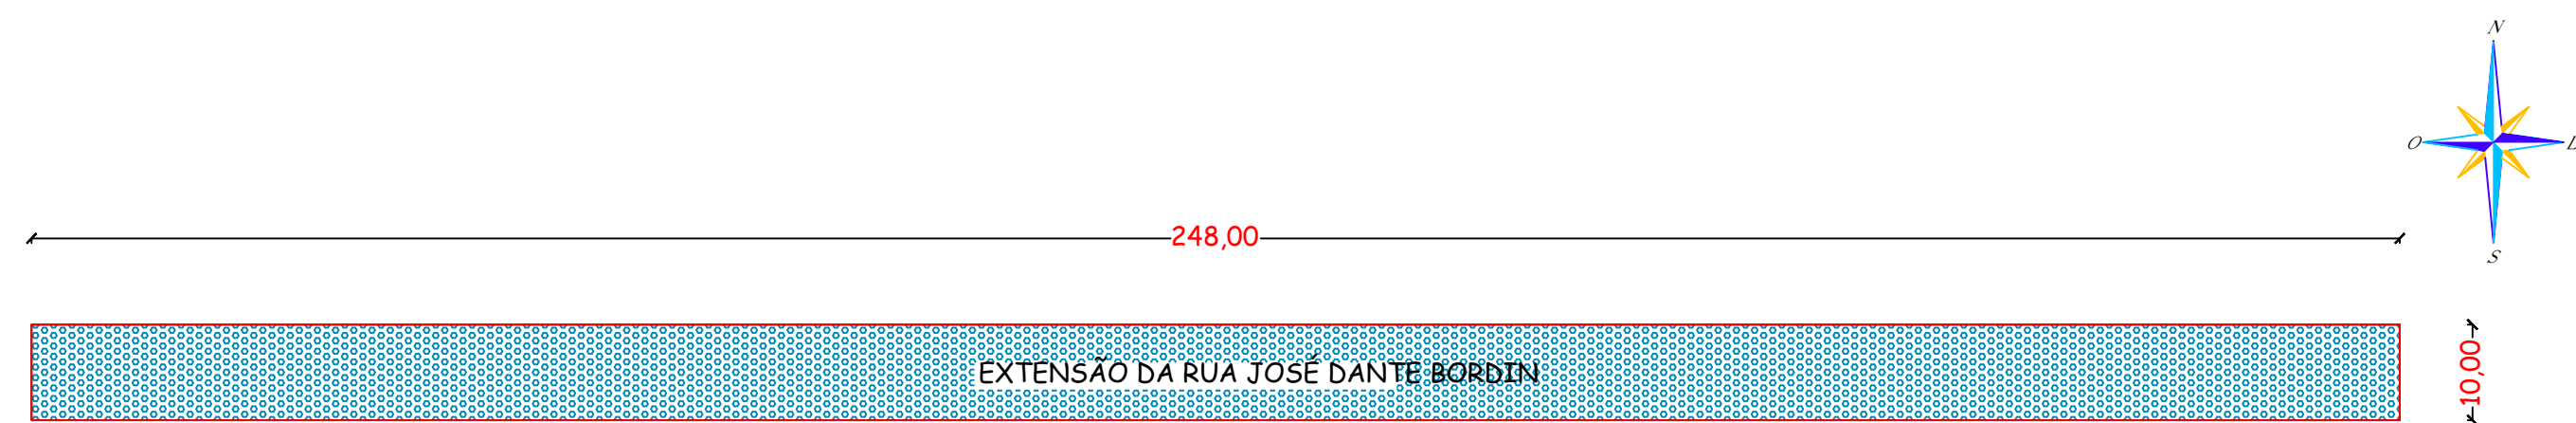 N
O
L
S
248,00
EXTENSÃO DA RUA JOSÉ DANTE BORDIN
10,00